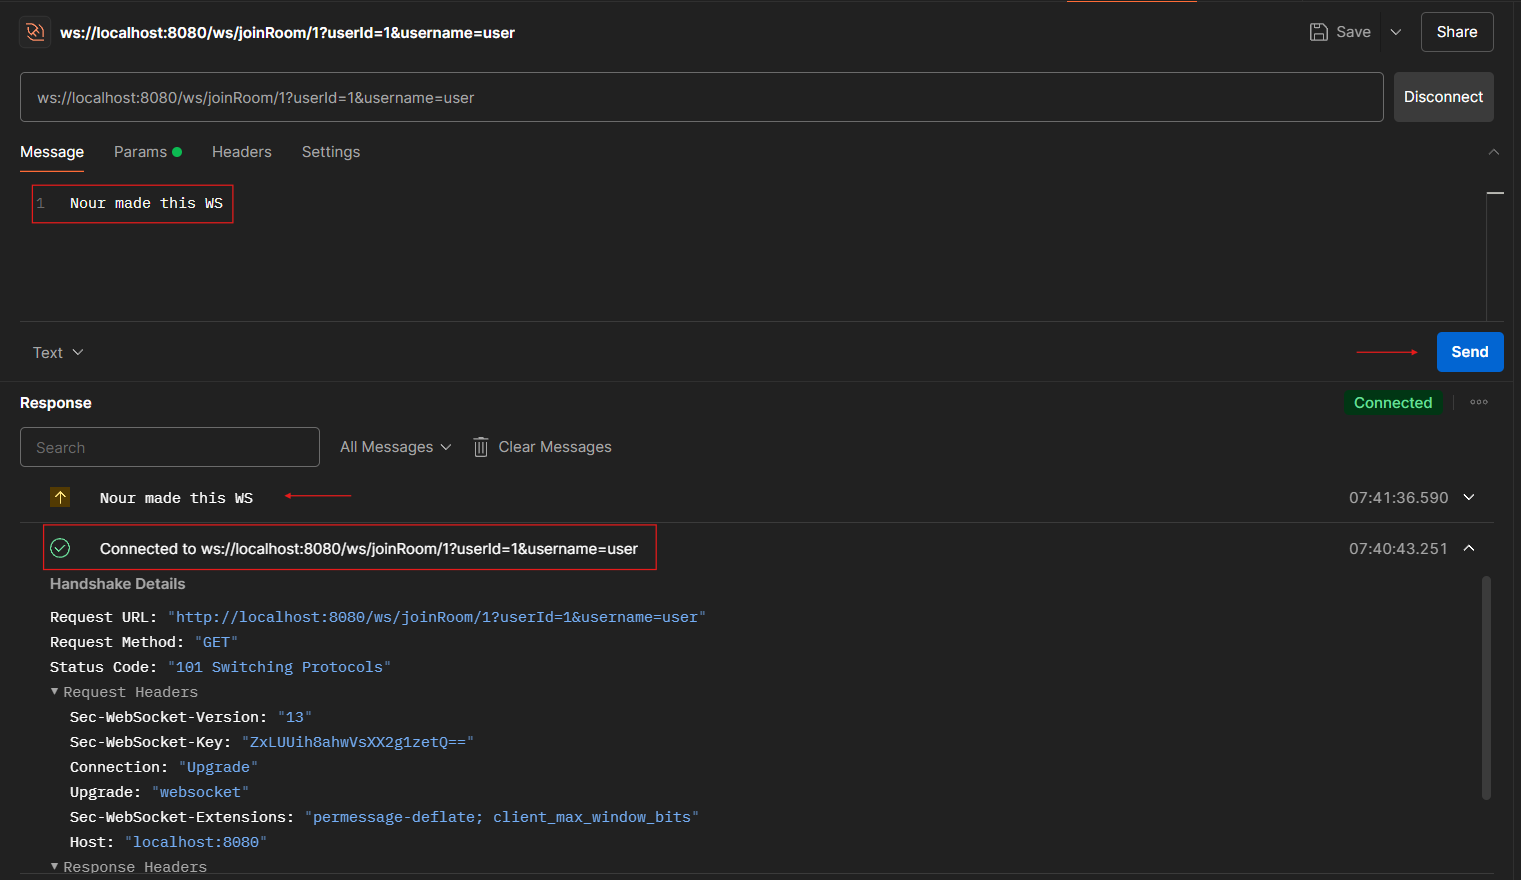 ws://localhost:8080/ws/joinRoom/1?userId=1&username=user
Save
Share
ws://localhost:8080/ws/joinRoom/1?userId=1&username=user
Disconnect
Message Params Headers Settings
1 Nour made this WS
Text
Send
Response
Connected
Search
All Messages
Clear Messages
Nour made this WS 07:41:36.590
Connected to ws://localhost:8080/ws/joinRoom/1?userId=1&username=user 07:40:43.251
Handshake Details
Request URL: "http://localhost:8080/ws/joinRoom/1?userId=1&username=user"
Request Method: "GET"
Status Code: "101 Switching Protocols"
Request Headers
Sec-WebSocket-Version: "13"
Sec-WebSocket-Key: "ZxLUUih8ahwVsXX2g1zetQ=="
Connection: "Upgrade"
Upgrade: "websocket"
Sec-WebSocket-Extensions: "permessage-deflate; client_max_window_bits"
Host: "localhost:8080"
Response Headers